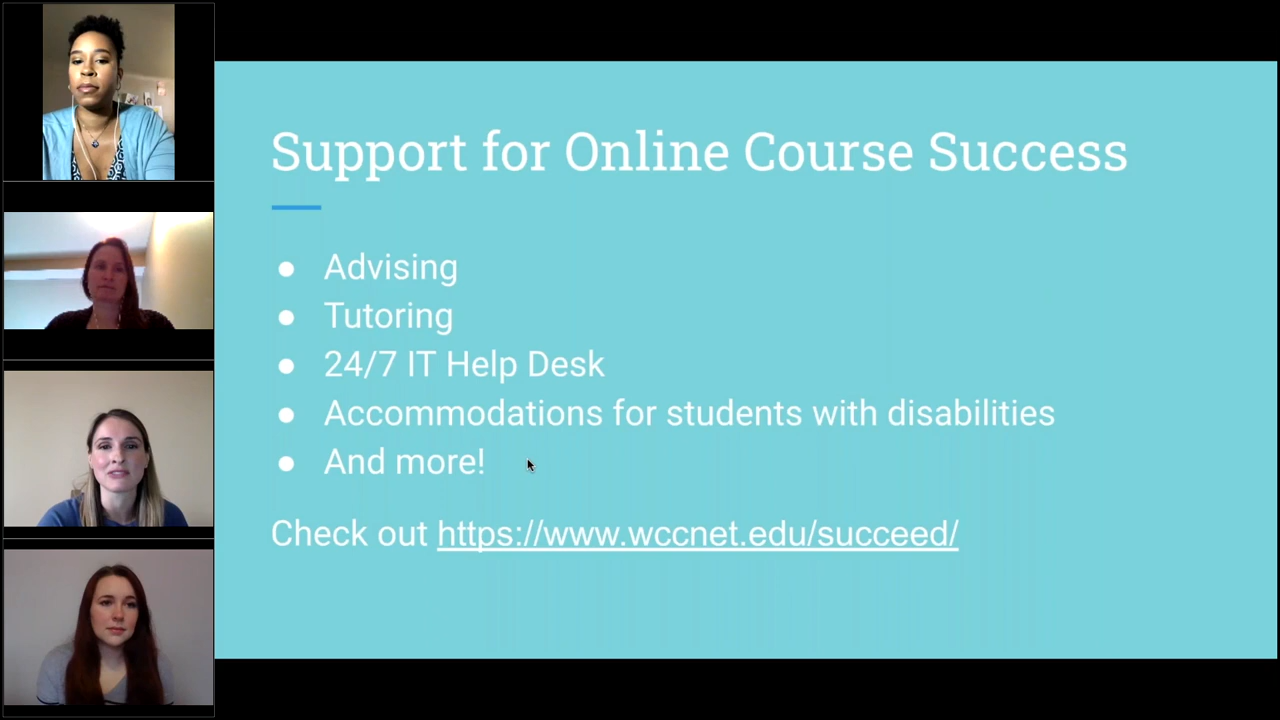 Support for Online Course Success
● Advising
● Tutoring
● 24/7 IT Help Desk
● Accommodations for students with disabilities
● And more!
Check out https://www.wccnet.edu/succeed/